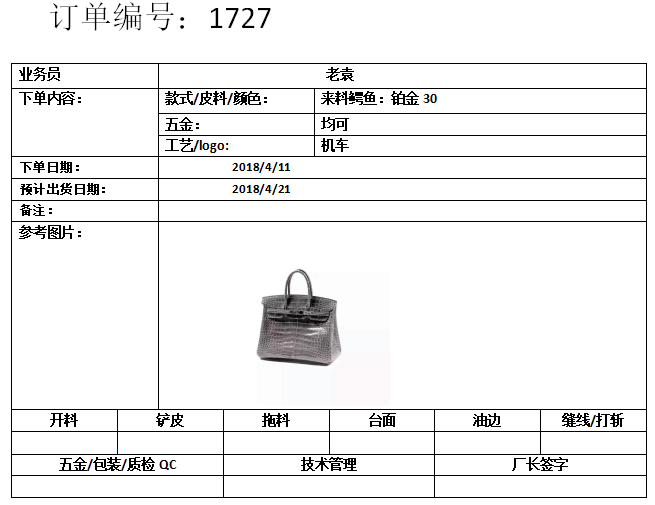 订单编号：1727
业务员 老袁
下单内容： 款式/皮料/颜色： 来料鳄鱼：铂金 30
五金： 均可
工艺/logo: 机车
下单日期： 2018/4/11
预计出货日期： 2018/4/21
备注：
参考图片：
开料 铲皮 拖料 台面 油边 缝线/打斩
五金/包装/质检 QC 技术管理 厂长签字